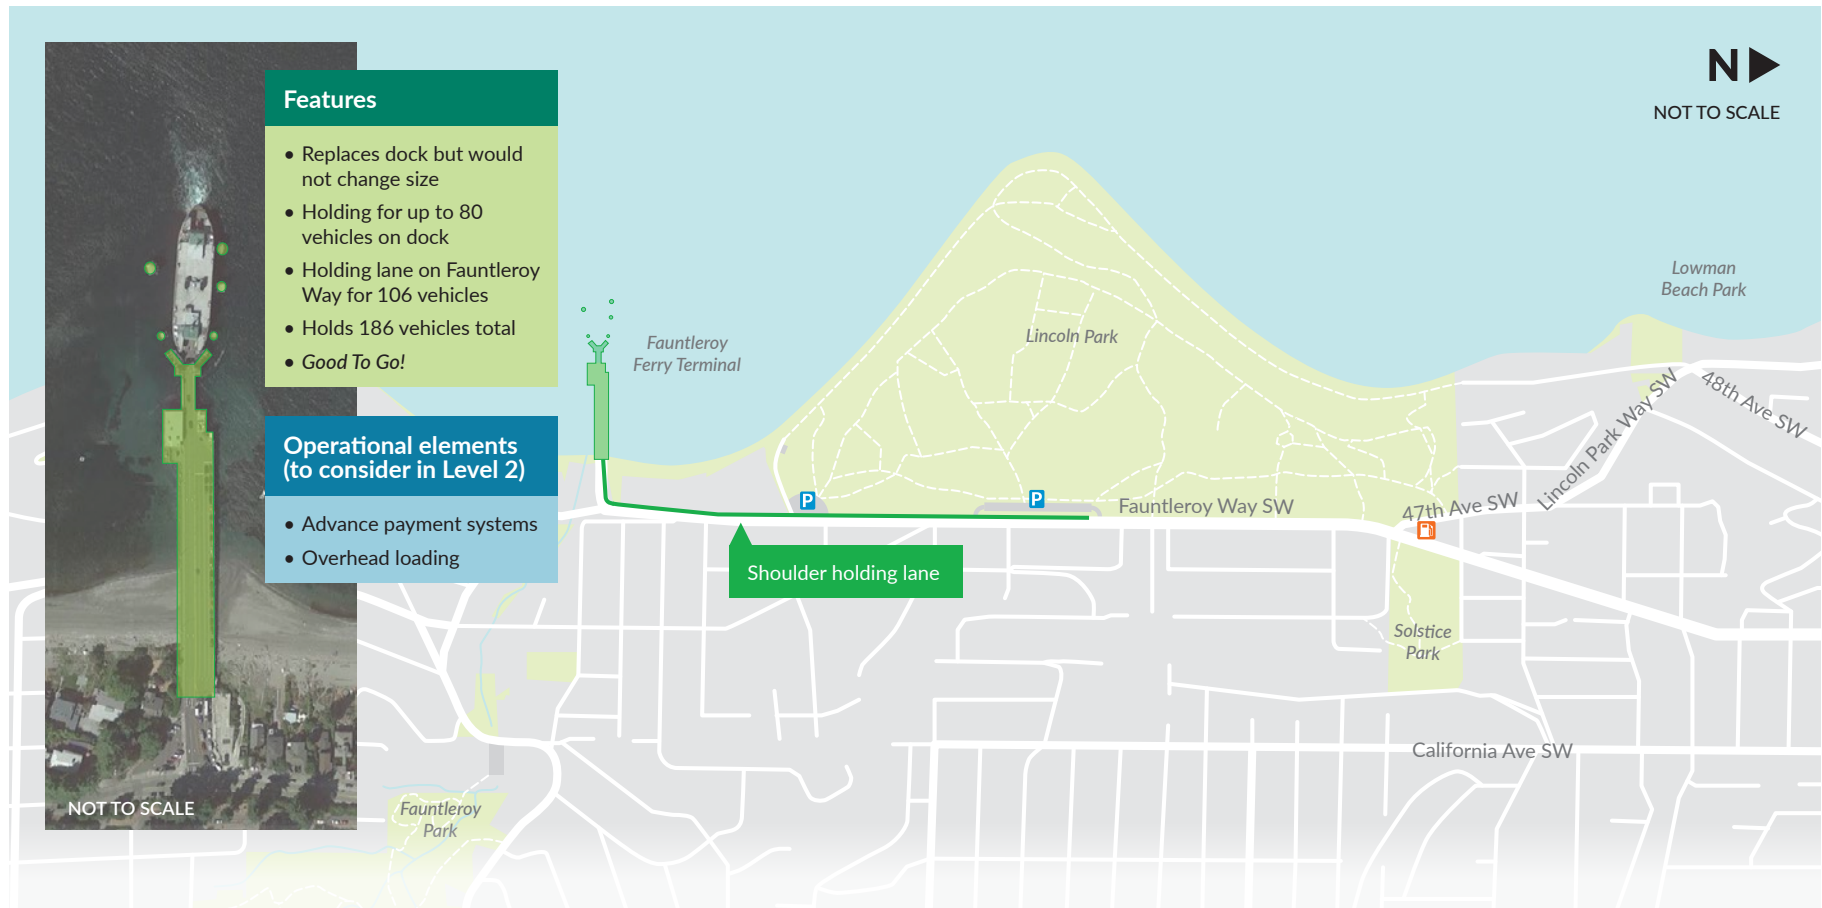 N
NOT TO SCALE
Features
• Replaces dock but would
not change size
• Holding for up to 80
vehicles on dock
• Holding lane on Fauntleroy
Way for 106 vehicles
• Holds 186 vehicles total
• Good To Go!
Operational elements
(to consider in Level 2)
• Advance payment systems
• Overhead loading
NOT TO SCALE
Fauntleroy
Ferry Terminal
Lincoln Park
Lowman
Beach Park
48th Ave SW
Lincoln Park Way SW
47th Ave SW
Fauntleroy Way SW
P
P
Shoulder holding lane
Solstice
Park
California Ave SW
Fauntleroy
Park